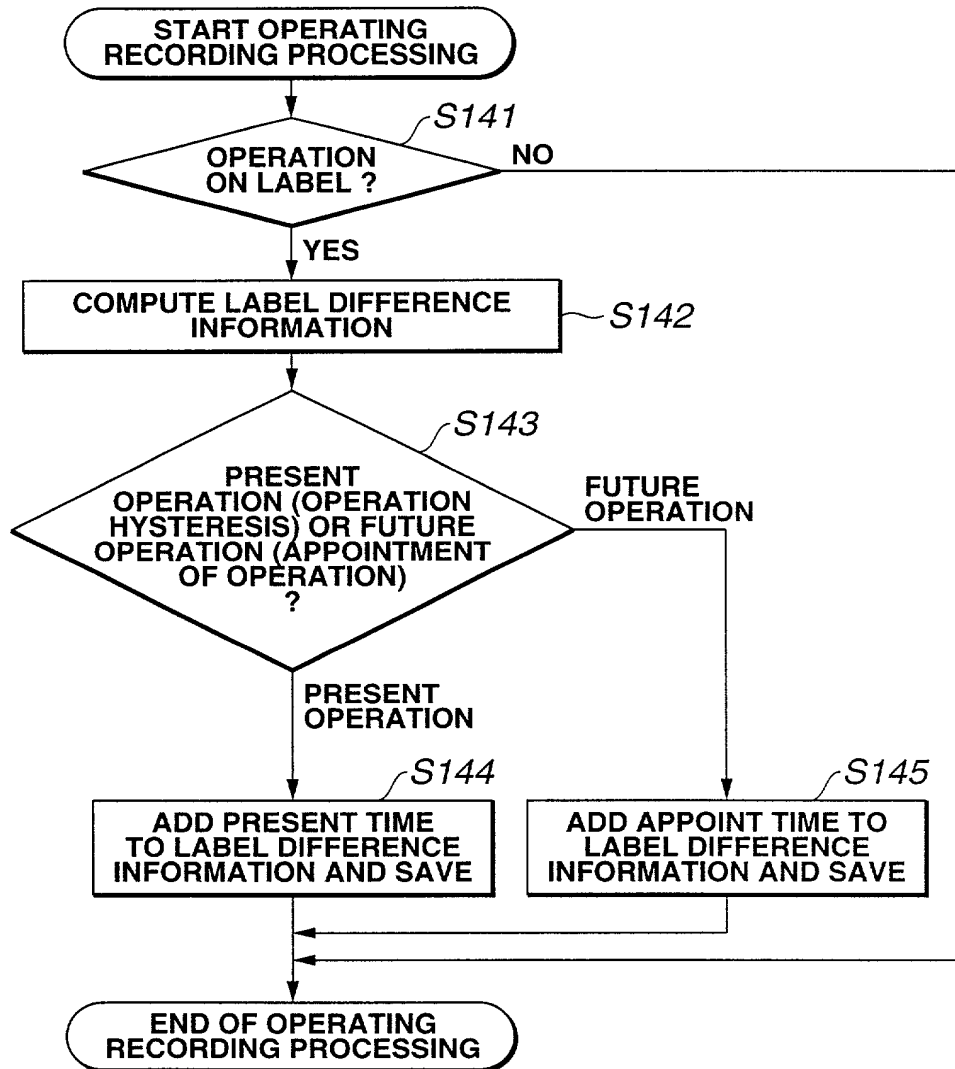 START OPERATING
RECORDING PROCESSING
S141
OPERATION
ON LABEL ?
NO
YES
COMPUTE LABEL DIFFERENCE
INFORMATION
S142
S143
PRESENT
OPERATION (OPERATION
HYSTERESIS) OR FUTURE
OPERATION (APPOINTMENT
OF OPERATION)
?
FUTURE
OPERATION
PRESENT
OPERATION
S144
ADD PRESENT TIME
TO LABEL DIFFERENCE
INFORMATION AND SAVE
S145
ADD APPOINT TIME TO
LABEL DIFFERENCE
INFORMATION AND SAVE
END OF OPERATING
RECORDING PROCESSING